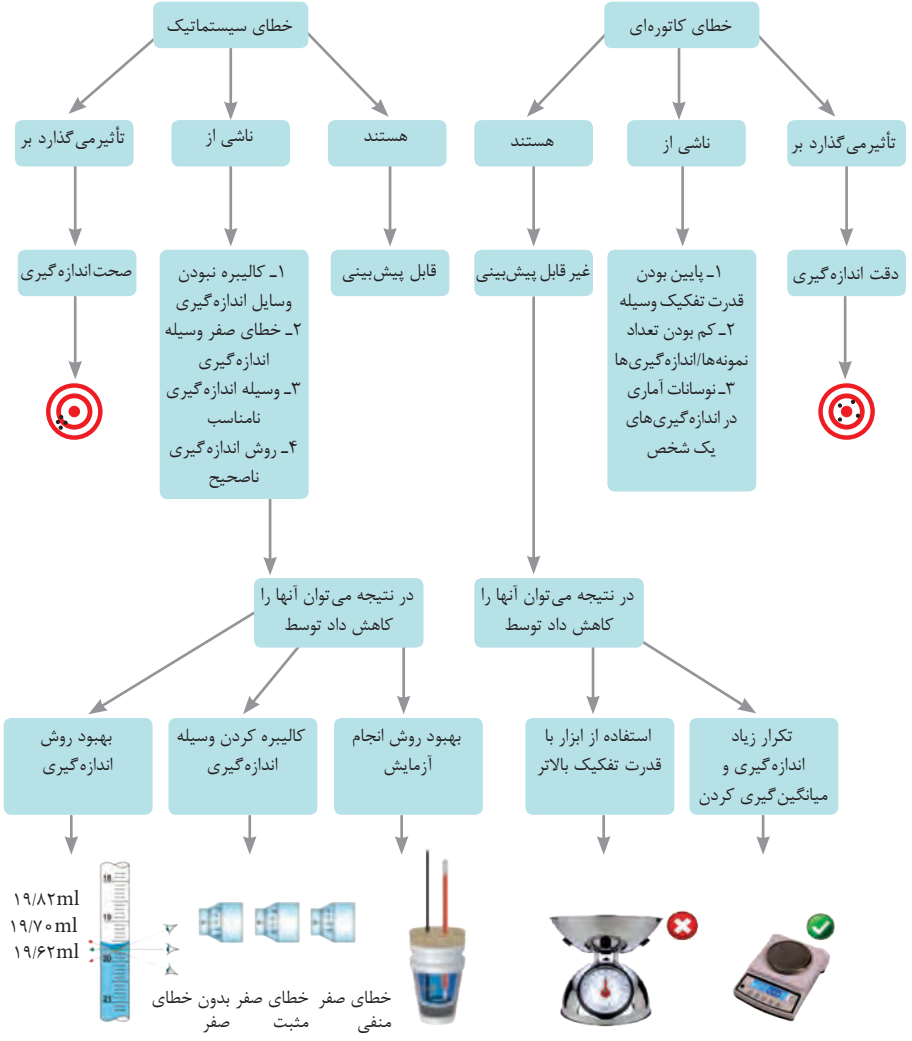 خطای کاتوره‌ای
خطای سیستماتیک
تأثیرمی‌گذارد بر
ناشی از
هستند
هستند
ناشی از
تأثیرمی‌گذارد بر
دقت اندازه‌گیری
۱ـ پایین بودن
قدرت تفکیک وسیله
۲ـ کم بودن تعداد
نمونه‌ها/اندازه‌گیری‌ها
۳ـ نوسانات آماری
در اندازه‌گیری‌های
یک شخص
غیر قابل پیش‌بینی
قابل پیش‌بینی
۱ـ کالیبره نبودن
وسایل اندازه‌گیری
۲ـ خطای صفر وسیله
اندازه‌گیری
۳ـ وسیله اندازه‌گیری
نامناسب
۴ـ روش اندازه‌گیری
ناصحیح
صحت‌اندازه‌گیری
در نتیجه می‌توان آنها را
کاهش داد توسط
در نتیجه می‌توان آنها را
کاهش داد توسط
تکرار زیاد
اندازه‌گیری و
میانگین‌گیری کردن
استفاده از ابزار با
قدرت تفکیک بالاتر
بهبود روش انجام
آزمایش
کالیبره کردن وسیله
اندازه‌گیری
بهبود روش
اندازه‌گیری
خطای صفر
منفی
خطای صفر
مثبت
بدون خطای
صفر
18
19
20
21
۱۹/۸۲ml
۱۹/۷۰ml
۱۹/۶۲ml